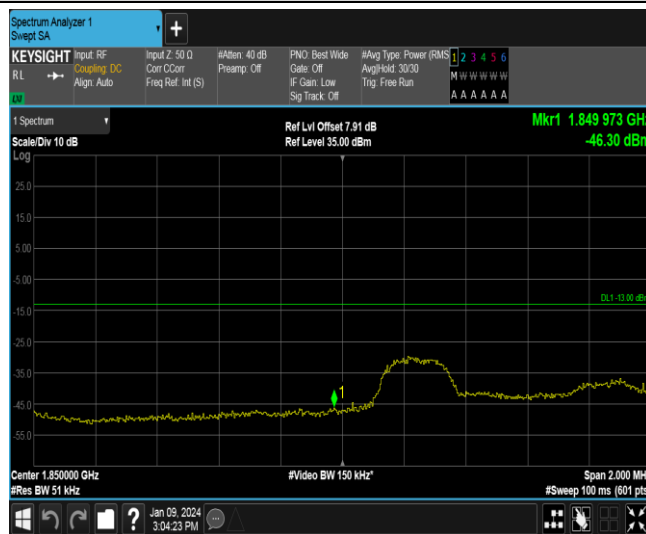 Spectrum Analyzer 1
Swept SA
KEYSIGHT Input: RF Input Z: 50 Ω #Atten: 40 dB PNO: Best Wide #Avg Type: Power (RMS 1 2 3 4 5 6
RL Coupling: DC Corr CCorr Preamp: Off Gate: Off Avg|Hold: 30/30 M W W W W W
Align: Auto Freq Ref: Int (S) IF Gain: Low Trig: Free Run
Sig Track: Off A A A A A A
1 Spectrum Ref Lvl Offset 7.91 dB Mkr1 1.849 973 GHz
Scale/Div 10 dB Ref Level 35.00 dBm -46.30 dBm
Log
25.0
15.0
5.00
-5.00
DL1 -13.00 dBm
-15.0
-25.0
-35.0
1
-45.0
-55.0
Center 1.850000 GHz #Video BW 150 kHz* Span 2.000 MH
#Res BW 51 kHz #Sweep 100 ms (601 pts
? Jan 09, 2024
3:04:23 PM